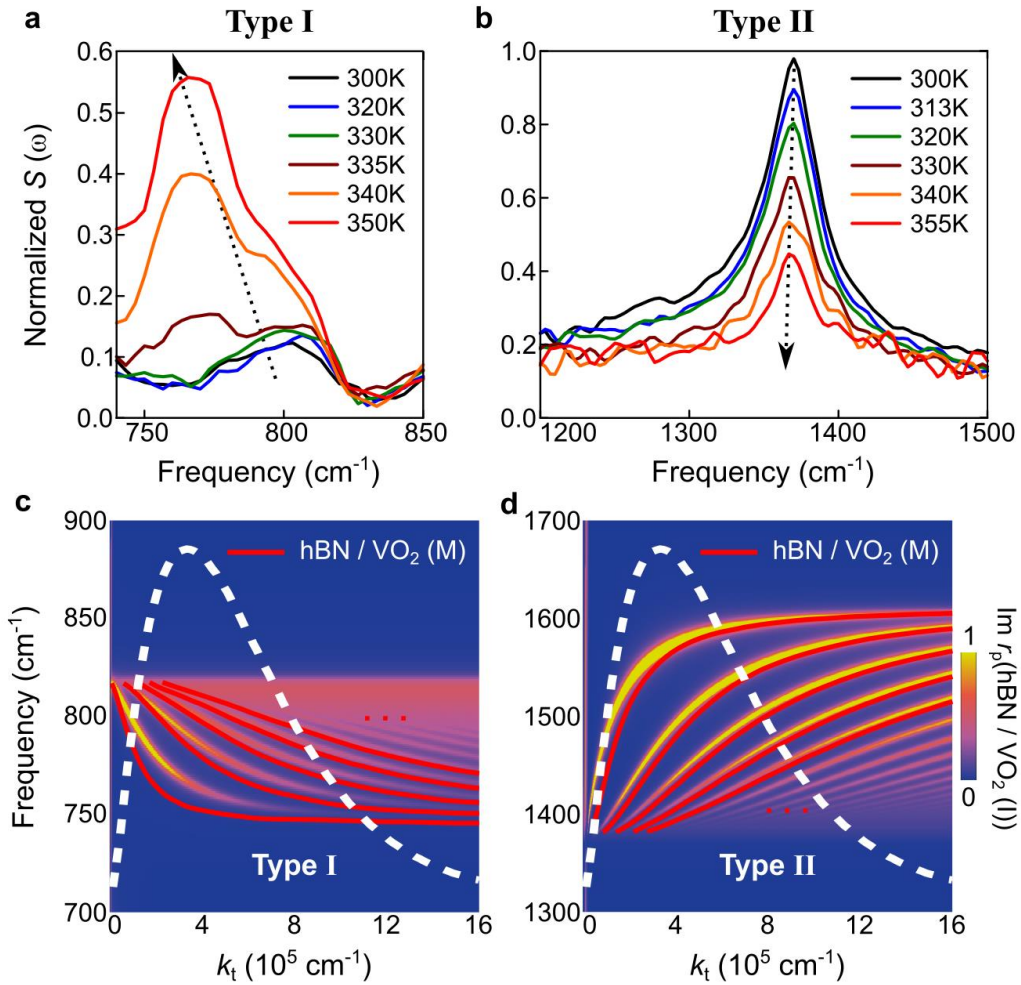 a
Type I
0.6
0.5
0.4
0.3
0.2
0.1
0.0
Normalized S (ω)
300K
320K
330K
335K
340K
350K
750
800
850
Frequency (cm-1)
b
Type II
1.0
0.8
0.6
0.4
0.2
0.0
300K
313K
320K
330K
340K
355K
1200
1300
1400
1500
Frequency (cm-1)
c
900
850
800
750
700
Frequency (cm-1)
hBN / VO2 (M)
Type I
0
4
8
12
16
kt (10^5 cm-1)
d
1700
1600
1500
1400
1300
hBN / VO2 (M)
Type II
0
4
8
12
16
kt (10^5 cm-1)
1
0
Im rp(hBN / VO2 (I))